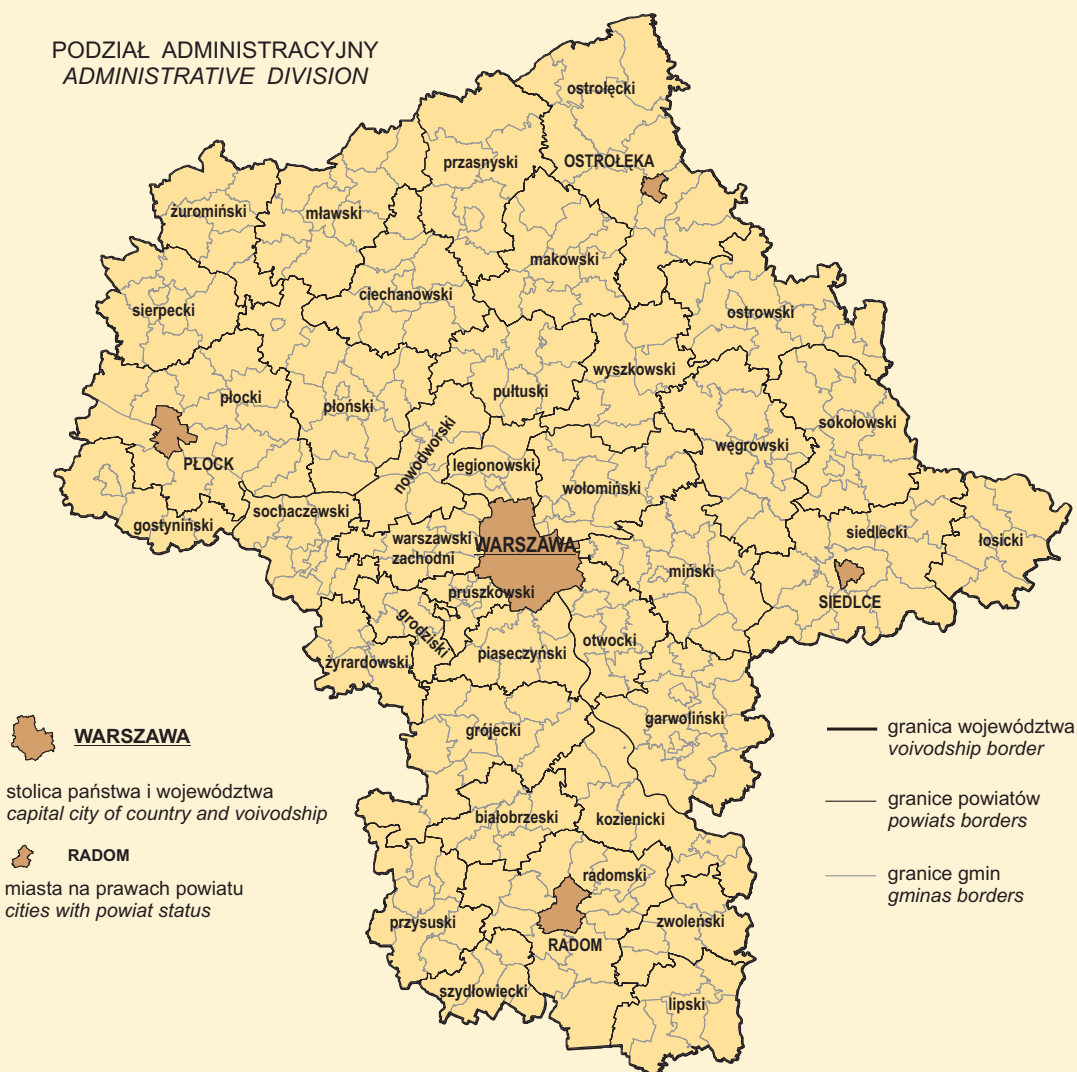 PODZIAŁ ADMINISTRACYJNY
ADMINISTRATIVE DIVISION
ostrołęcki
przasnyski
OSTROŁĘKA
żuromiński
mławski
makowski
ciechanowski
sierpecki
ostrowski
wyszkowski
pułtuski
płocki
płoński
sokołowski
węgrowski
nowodworski
PŁOCK
legionowski
wołomiński
sochaczewski
gostyniński
siedlecki
warszawski
zachodni
WARSZAWA
łosicki
miński
SIEDLCE
pruszkowski
grodziski
otwocki
piaseczyński
żyrardowski
garwoliński
grójecki
białobrzeski
kozienicki
radomski
przysuski
zwoleński
RADOM
szydłowiecki
lipski
WARSZAWA
stolica państwa i województwa
capital city of country and voivodship
RADOM
miasta na prawach powiatu
cities with powiat status
granica województwa
voivodship border
granice powiatów
powiats borders
granice gmin
gminas borders